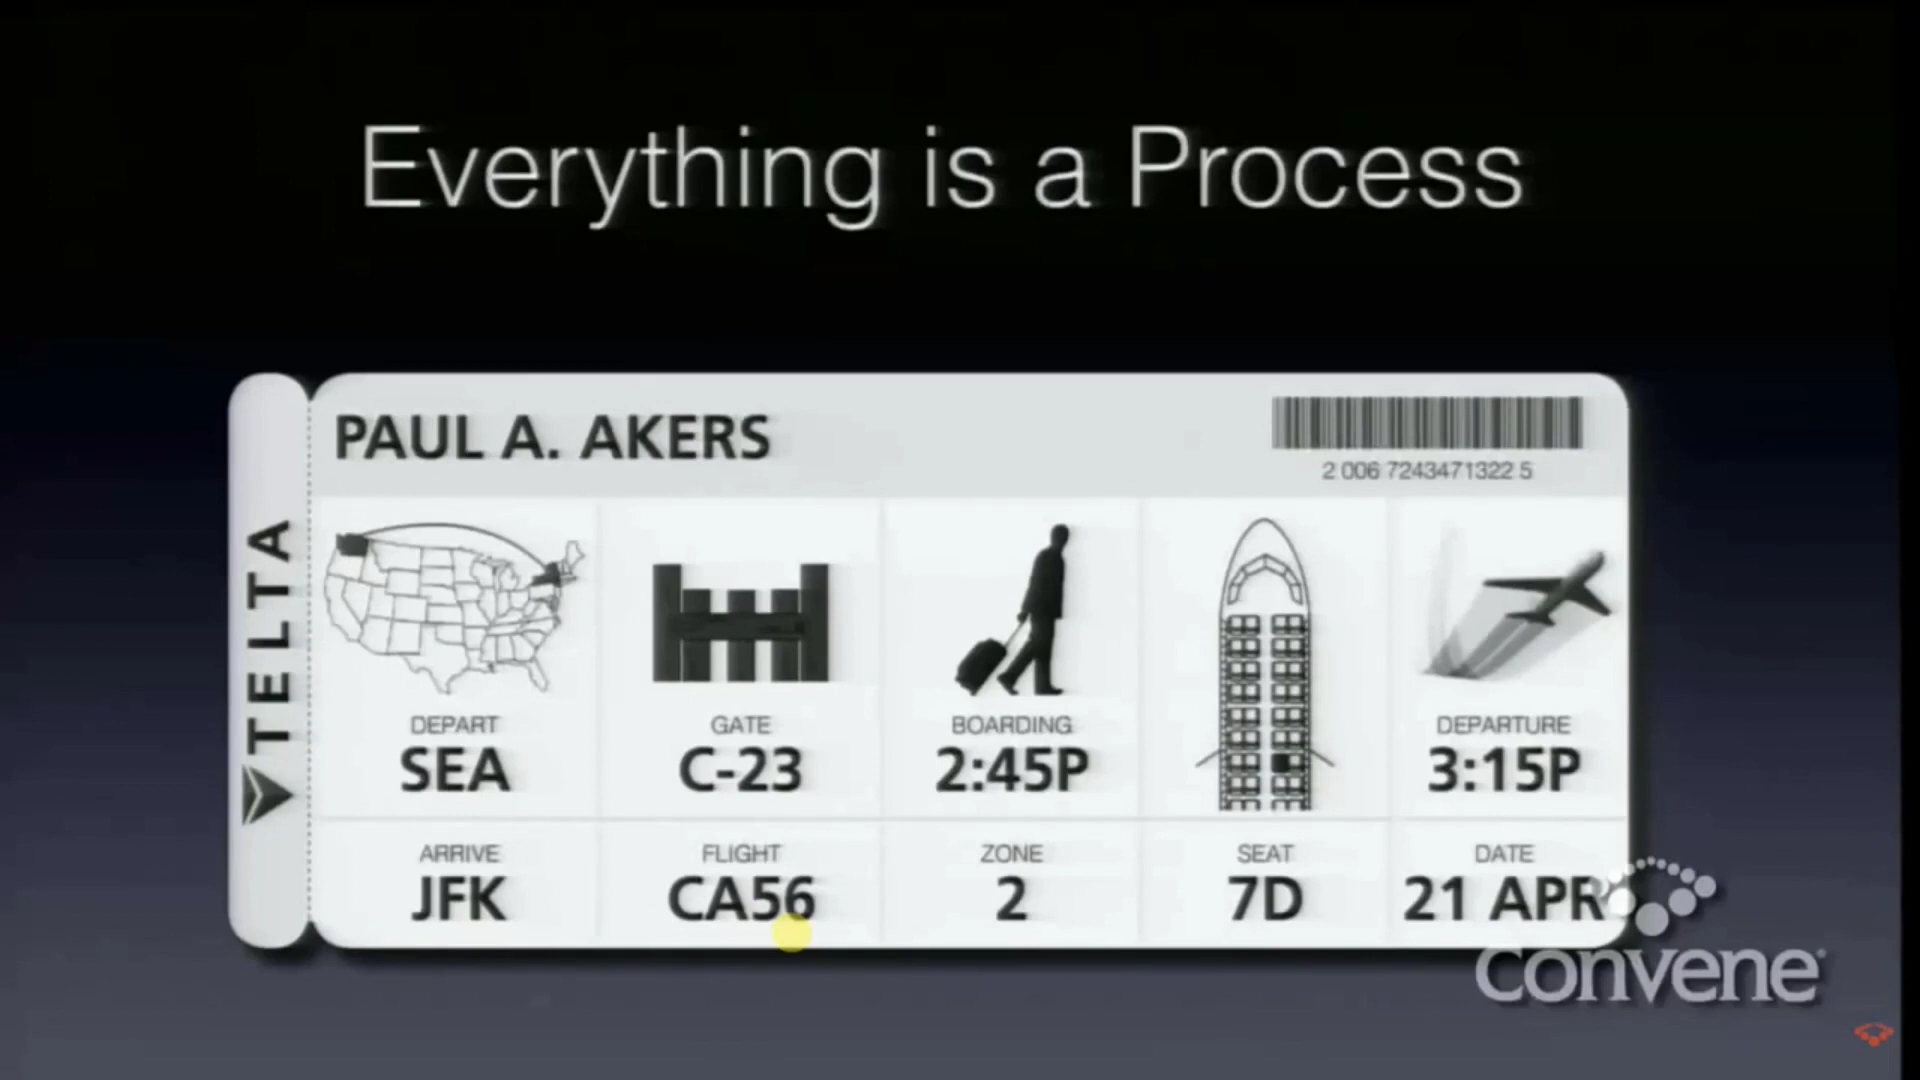 Everything is a Process
TELTA
PAUL A. AKERS
2 006 7243471322 5
DEPART
SEA
GATE
C-23
BOARDING
2:45P
DEPARTURE
3:15P
ARRIVE
JFK
FLIGHT
CA56
ZONE
2
SEAT
7D
DATE
21 APR
Convene